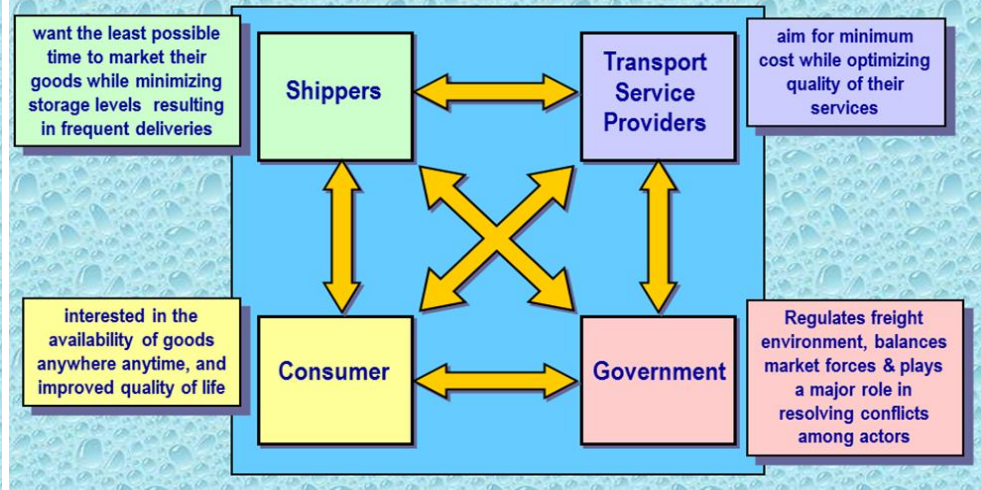 want the least possible
time to market their
goods while minimizing
storage levels resulting
in frequent deliveries
Shippers
Transport
Service
Providers
aim for minimum
cost while optimizing
quality of their
services
interested in the
availability of goods
anywhere anytime, and
improved quality of life
Consumer
Government
Regulates freight
environment, balances
market forces & plays
a major role in
resolving conflicts
among actors